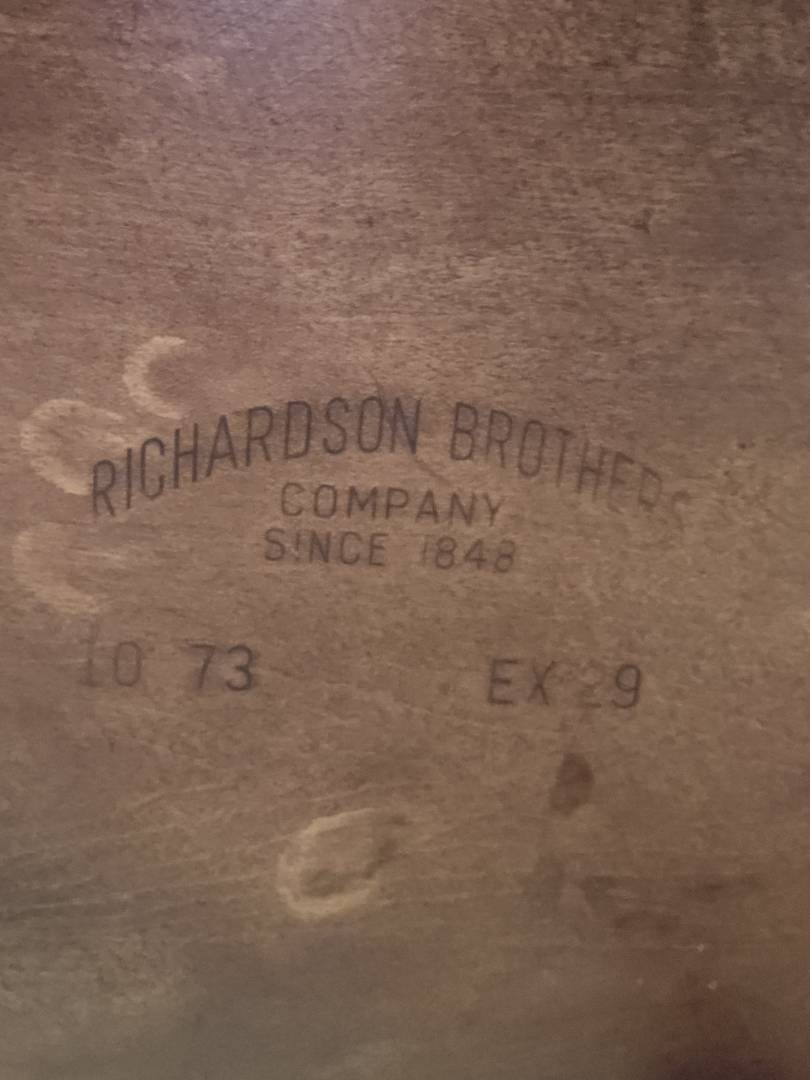 RICHARDSON BROTHERS
COMPANY
SINCE 1848
10 73 EX 29